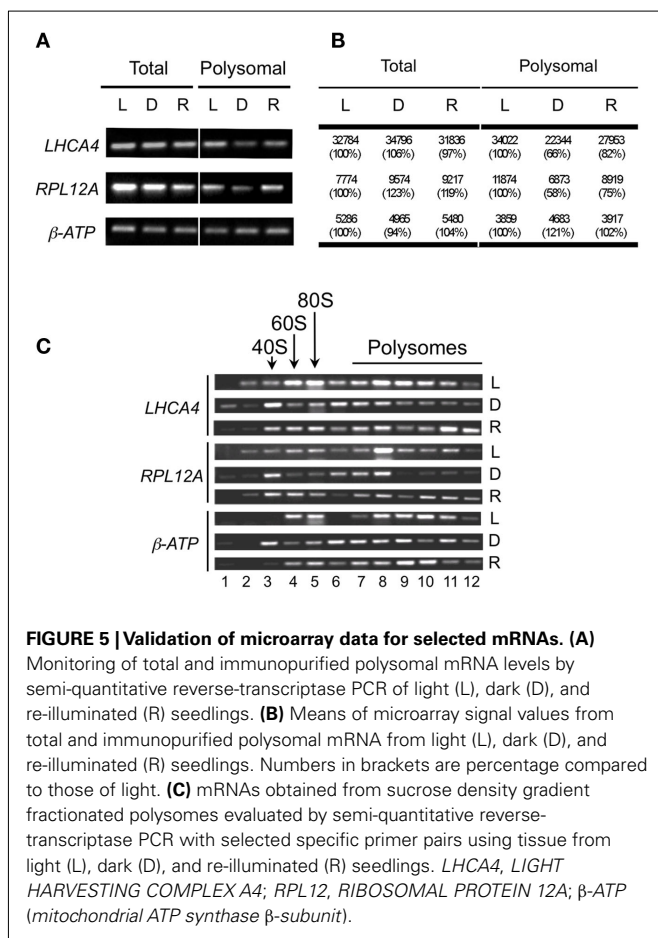 A
Total Polysomal
L D R L D R
LHCA4
RPL12A
β-ATP
B
Total Polysomal
L D R L D R
32784 34796 31836 34022 22344 27953
(100%) (106%) (97%) (100%) (66%) (82%)
7774 9574 9217 11874 6873 8919
(100%) (123%) (119%) (100%) (58%) (75%)
5286 4965 5480 3859 4683 3917
(100%) (94%) (104%) (100%) (121%) (102%)
C
40S 60S 80S Polysomes
LHCA4 L
D
R
RPL12A L
D
R
β-ATP L
D
R
1 2 3 4 5 6 7 8 9 10 11 12
FIGURE 5 | Validation of microarray data for selected mRNAs. (A)
Monitoring of total and immunopurified polysomal mRNA levels by
semi-quantitative reverse-transcriptase PCR of light (L), dark (D), and
re-illuminated (R) seedlings. (B) Means of microarray signal values from
total and immunopurified polysomal mRNA from light (L), dark (D), and
re-illuminated (R) seedlings. Numbers in brackets are percentage compared
to those of light. (C) mRNAs obtained from sucrose density gradient
fractionated polysomes evaluated by semi-quantitative reverse-
transcriptase PCR with selected specific primer pairs using tissue from
light (L), dark (D), and re-illuminated (R) seedlings. LHCA4, LIGHT
HARVESTING COMPLEX A4; RPL12, RIBOSOMAL PROTEIN 12A; β-ATP
(mitochondrial ATP synthase β-subunit).